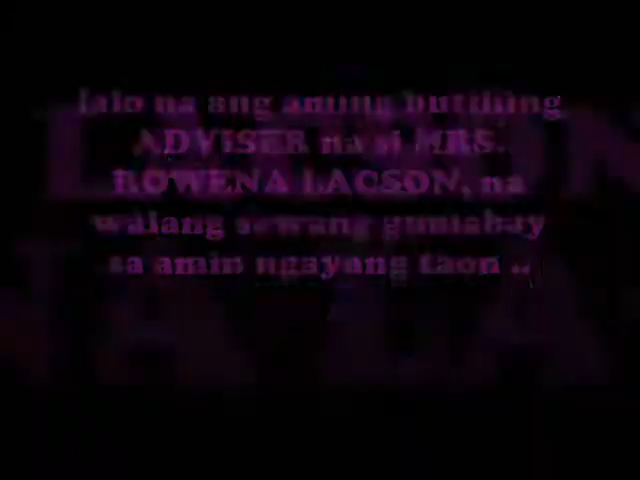 lalo na ang aming butihing
ADVISER na si MRS.
ROWENA LACSON, na
walang sawang gumabay
sa amin ngayong taon ..